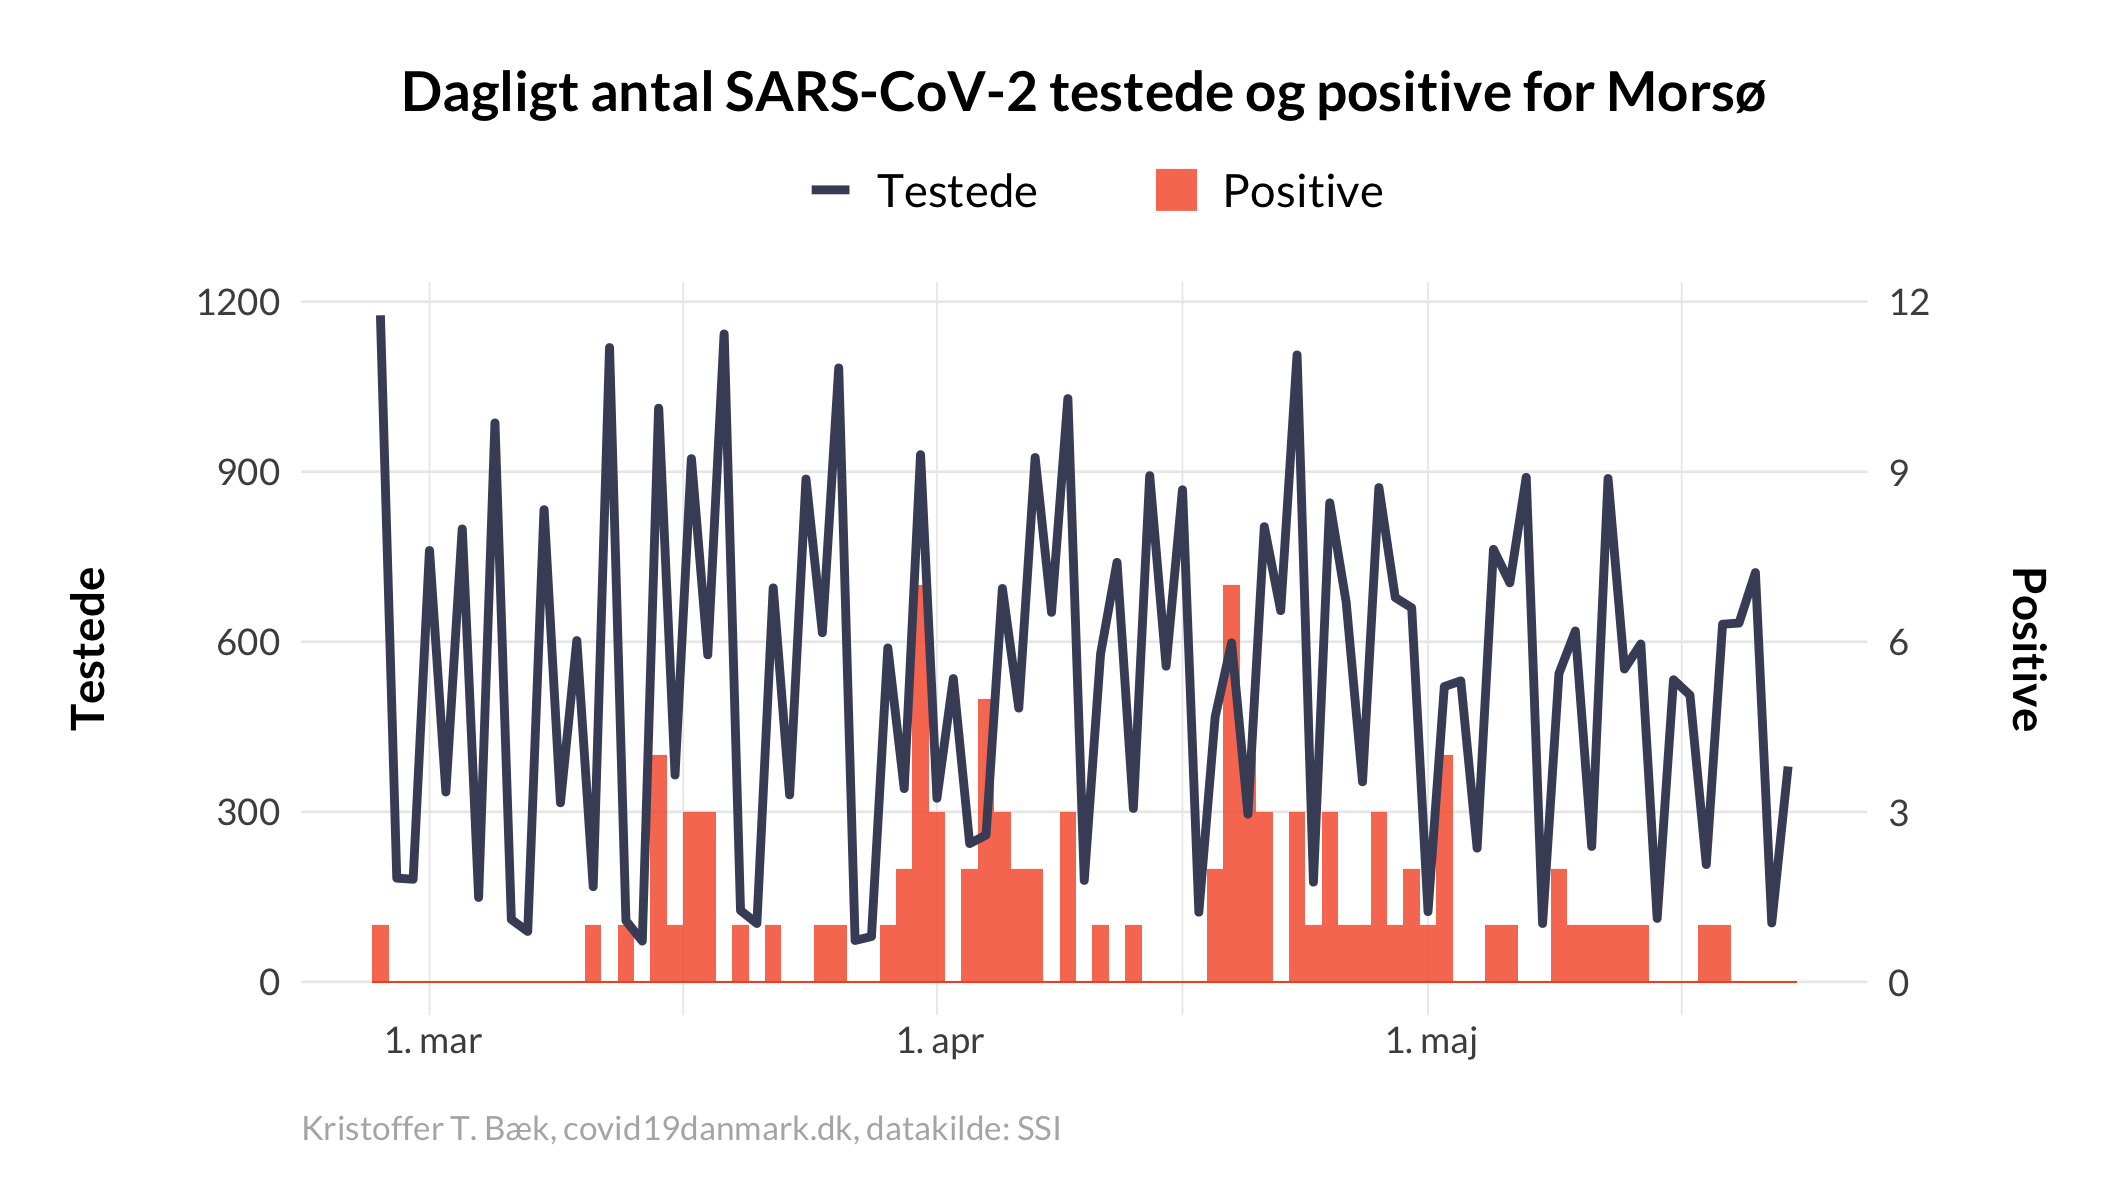 Dagligt antal SARS-CoV-2 testede og positive for Morsø
Testede
Positive
1200
900
600
300
0
12
9
6
3
0
Testede
Positive
1. mar
1. apr
1. maj
Kristoffer T. Bæk, covid19danmark.dk, datakilde: SSI